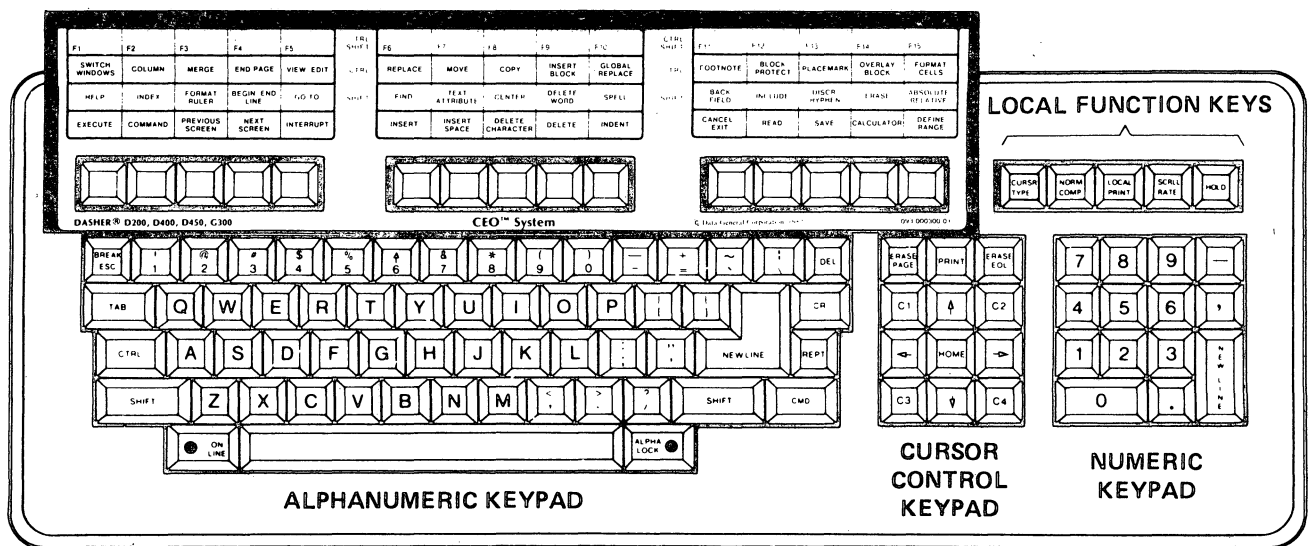 F1 F2 F3 F4 F5 SHIFT F6 F7 F8 F9 F10 CTRL SHIFT F11 F12 F13 F14 F15
SWITCH WINDOWS COLUMN MERGE END PAGE VIEW EDIT CTRL REPLACE MOVE COPY INSERT BLOCK GLOBAL REPLACE FOOTNOTE BLOCK PROTECT PLACEMARK OVERLAY BLOCK FORMAT CELLS
HELP INDEX FORMAT RULER BEGIN END LINE GO TO SHIFT FIND TEXT ATTRIBUTE CENTER DELETE WORD SPELL SHIFT BACK FIELD INCLUDE DISCR HYPHEN ERASE ABSOLUTE RELATIVE
EXECUTE COMMAND PREVIOUS SCREEN NEXT SCREEN INTERRUPT INSERT INSERT SPACE DELETE CHARACTER DELETE INDENT CANCEL EXIT READ SAVE CALCULATOR DEFINE RANGE
LOCAL FUNCTION KEYS
CURSR TYPE NORM COMP LOCAL PRINT SCRLL RATE HOLD
DASHER® D200, D400, D450, G300 CEO™ System © Data General Corporation
BREAK ESC ! 1 @ 2 # 3 $ 4 % 5 6 & 7 * 8 ( 9 ) 0 — - + = ~ ` | \ DEL
TAB Q W E R T Y U I O P [ ] CR
CTRL A S D F G H J K L : ; " ' NEWLINE REPT
SHIFT Z X C V B N M < , > . ? / SHIFT CMD
ON LINE ALPHA LOCK
ERASE PAGE PRINT ERASE EOL
C1 C2
← HOME →
C3 C4
7 8 9 —
4 5 6 ,
1 2 3 NEW LINE
0 .
ALPHANUMERIC KEYPAD
CURSOR CONTROL KEYPAD
NUMERIC KEYPAD